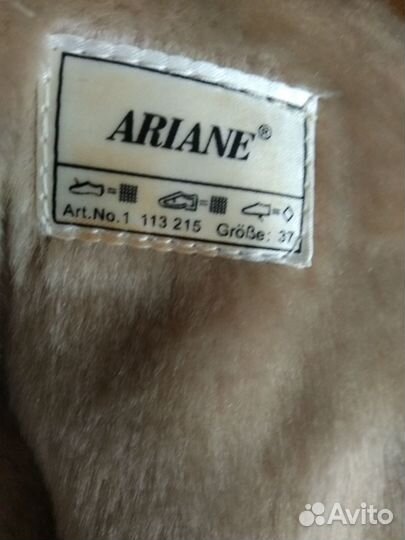 ARIANE®
Art.No.1 113 215 Größe: 37
Avito